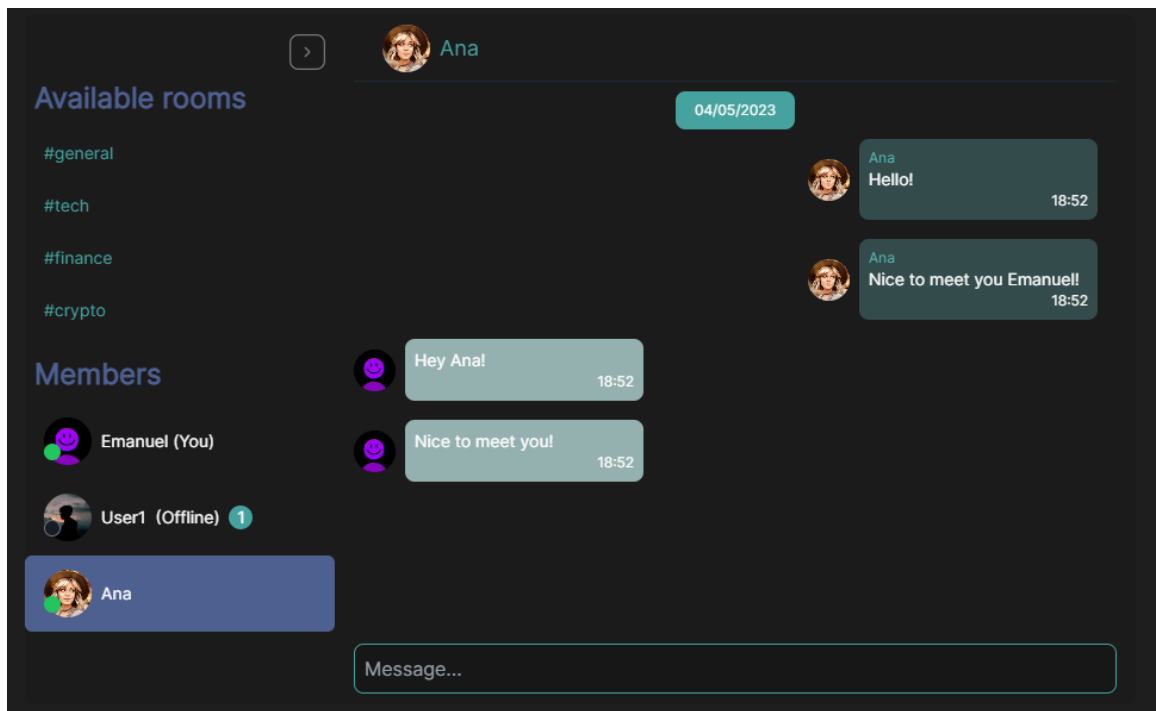 Available rooms
#general
#tech
#finance
#crypto
Members
Emanuel (You)
User1 (Offline) 1
Ana
Ana
04/05/2023
Ana
Hello!
18:52
Ana
Nice to meet you Emanuel!
18:52
Hey Ana!
18:52
Nice to meet you!
18:52
Message...